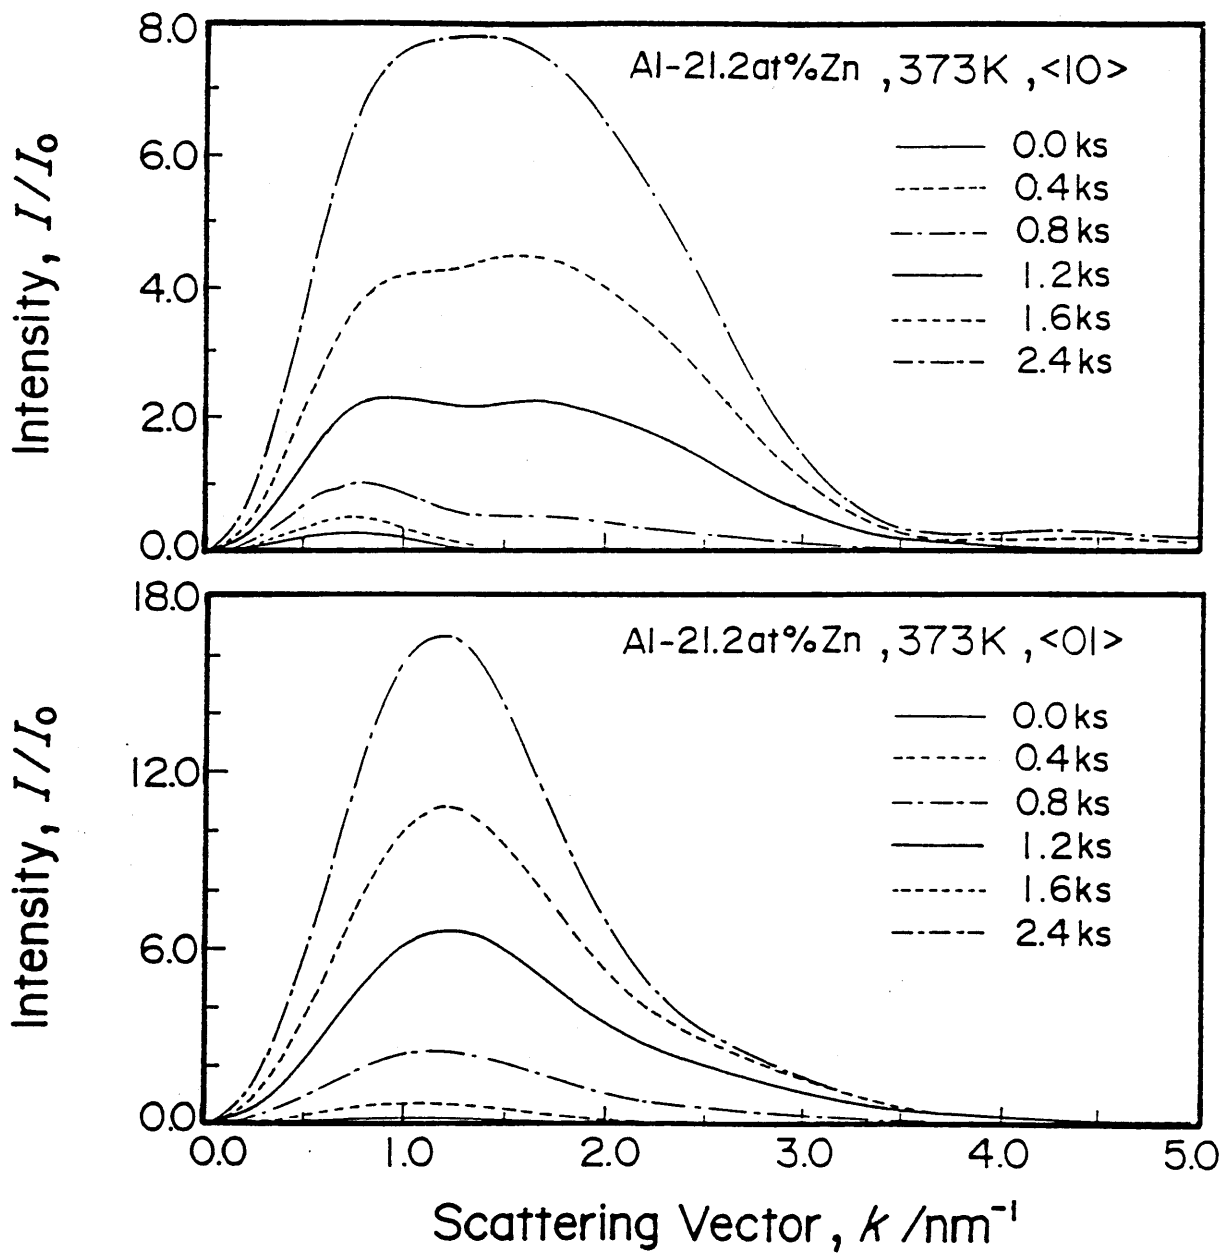 8.0
6.0
4.0
2.0
0.0
Intensity, I/I₀
Al-21.2at%Zn , 373K , <10>
0.0 ks
0.4 ks
0.8 ks
1.2 ks
1.6 ks
2.4 ks
18.0
12.0
6.0
0.0
Intensity, I/I₀
Al-21.2at%Zn , 373K , <01>
0.0 ks
0.4 ks
0.8 ks
1.2 ks
1.6 ks
2.4 ks
0.0 1.0 2.0 3.0 4.0 5.0
Scattering Vector, k /nm⁻¹